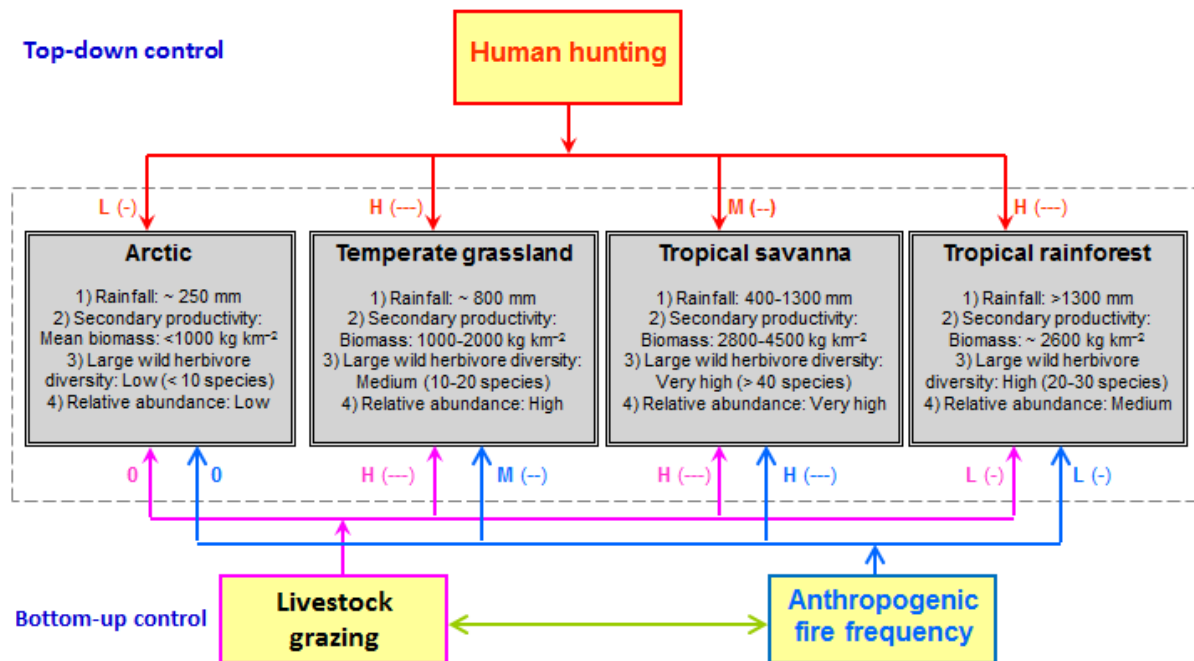 Top-down control
Human hunting
L (-)
H (---)
M (--)
H (---)
Arctic
1) Rainfall: ~ 250 mm
2) Secondary productivity:
Mean biomass: <1000 kg km⁻²
3) Large wild herbivore
diversity: Low (< 10 species)
4) Relative abundance: Low
Temperate grassland
1) Rainfall: ~ 800 mm
2) Secondary productivity:
Biomass: 1000-2000 kg km⁻²
3) Large wild herbivore diversity:
Medium (10-20 species)
4) Relative abundance: High
Tropical savanna
1) Rainfall: 400-1300 mm
2) Secondary productivity:
Biomass: 2800-4500 kg km⁻²
3) Large wild herbivore diversity:
Very high (> 40 species)
4) Relative abundance: Very high
Tropical rainforest
1) Rainfall: >1300 mm
2) Secondary productivity:
Biomass: ~ 2600 kg km⁻²
3) Large wild herbivore
diversity: High (20-30 species)
4) Relative abundance: Medium
0
0
H (---)
M (--)
H (---)
H (---)
L (-)
L (-)
Bottom-up control
Livestock
grazing
Anthropogenic
fire frequency